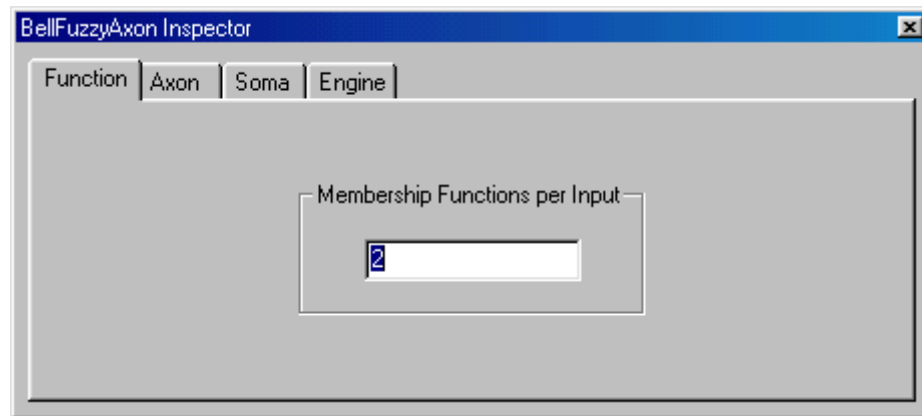 BellFuzzyAxon Inspector
Function Axon Soma Engine
Membership Functions per Input
2